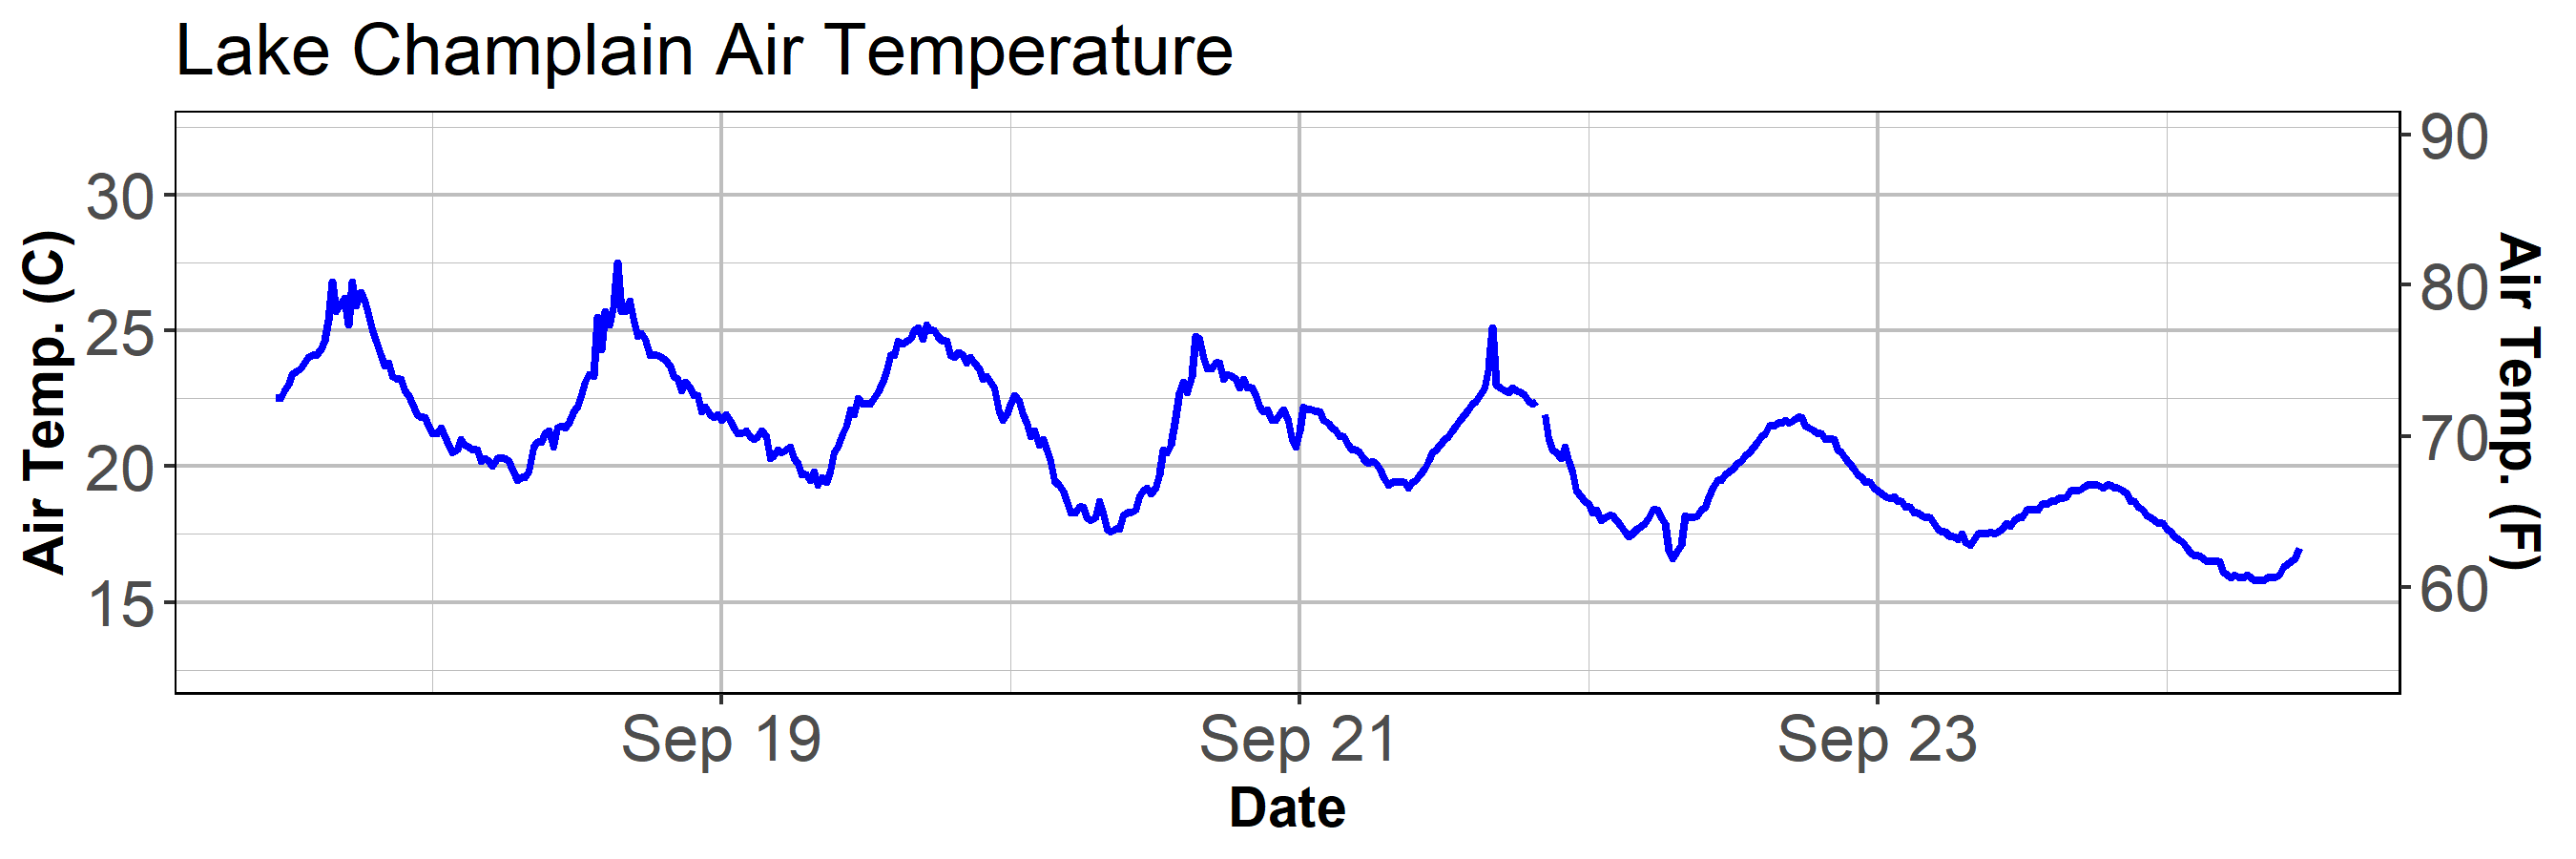 Lake Champlain Air Temperature
Air Temp. (C)
30
25
20
15
90
80
70
60
Air Temp. (F)
Sep 19
Sep 21
Sep 23
Date